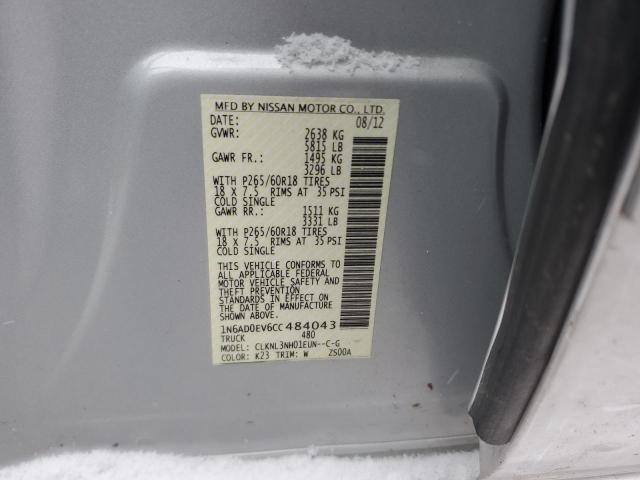 MFD BY NISSAN MOTOR CO., LTD.
DATE: 08/12
GVWR: 2638 KG
5815 LB
GAWR FR.: 1495 KG
3296 LB
WITH P265/60R18 TIRES
18 X 7.5 RIMS AT 35 PSI
COLD SINGLE
GAWR RR.: 1511 KG
3331 LB
WITH P265/60R18 TIRES
18 X 7.5 RIMS AT 35 PSI
COLD SINGLE
THIS VEHICLE CONFORMS TO
ALL APPLICABLE FEDERAL
MOTOR VEHICLE SAFETY
AND THEFT PREVENTION
STANDARDS IN EFFECT ON
THE DATE OF MANUFACTURE
SHOWN ABOVE.
1N6AD0EV6CC484043
TRUCK 480
MODEL: CLKNL3NH01EUN--C-G
COLOR: K23 TRIM: W ZS00A